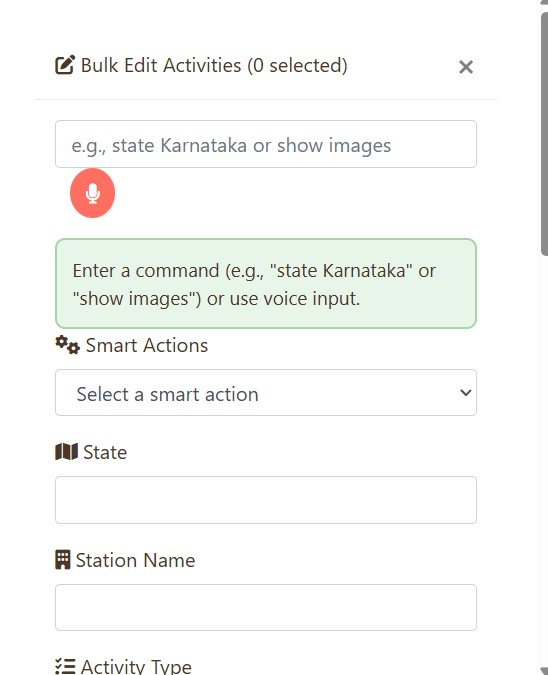 Bulk Edit Activities (0 selected)
e.g., state Karnataka or show images
Enter a command (e.g., "state Karnataka" or
"show images") or use voice input.
Smart Actions
Select a smart action
State
Station Name
Activity Type